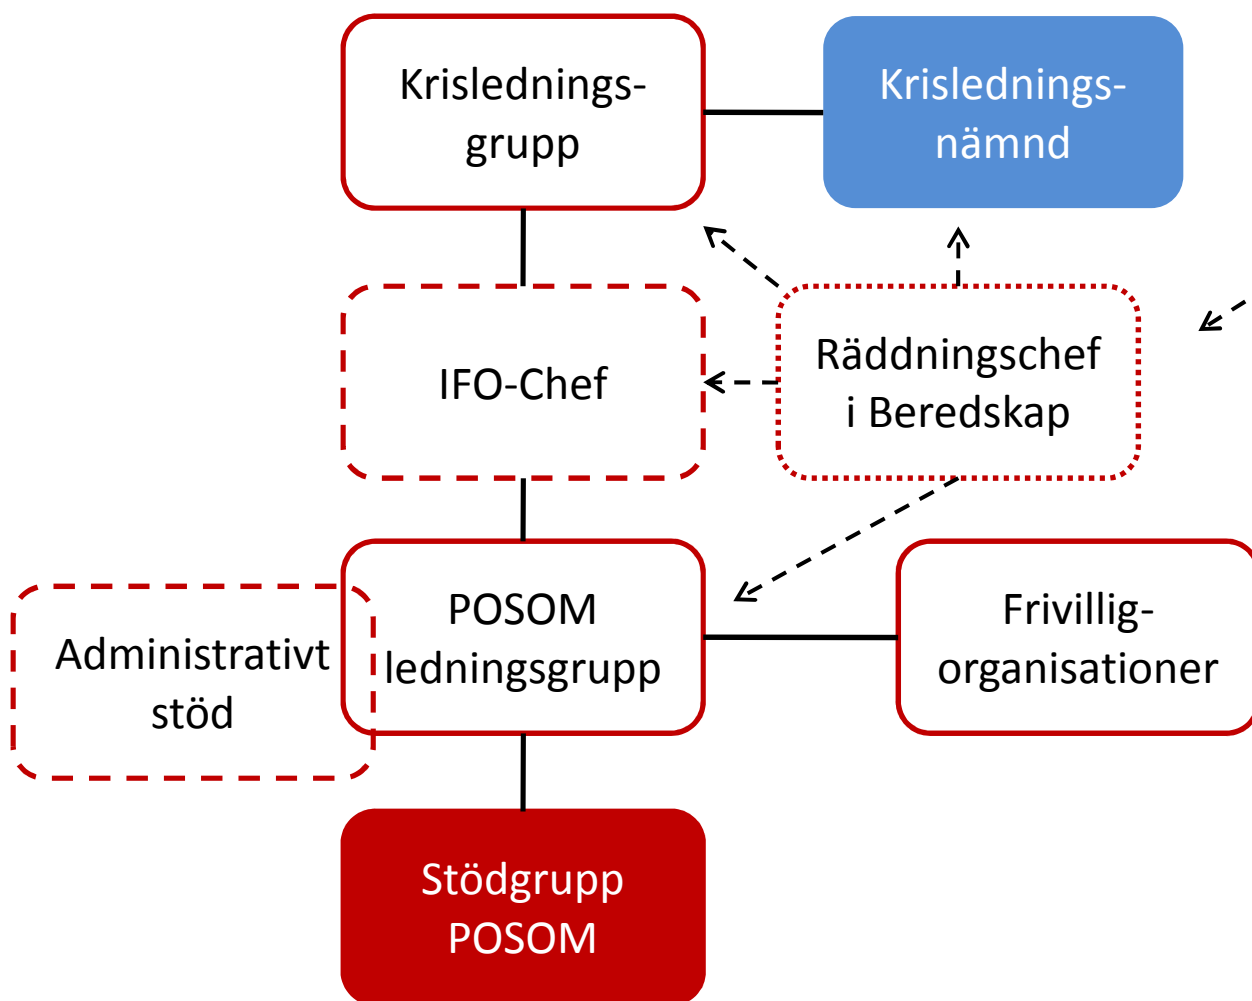 Krislednings-
grupp
Krislednings-
nämnd
IFO-Chef
Räddningschef
i Beredskap
Administrativt
stöd
POSOM
ledningsgrupp
Frivillig-
organisationer
Stödgrupp
POSOM